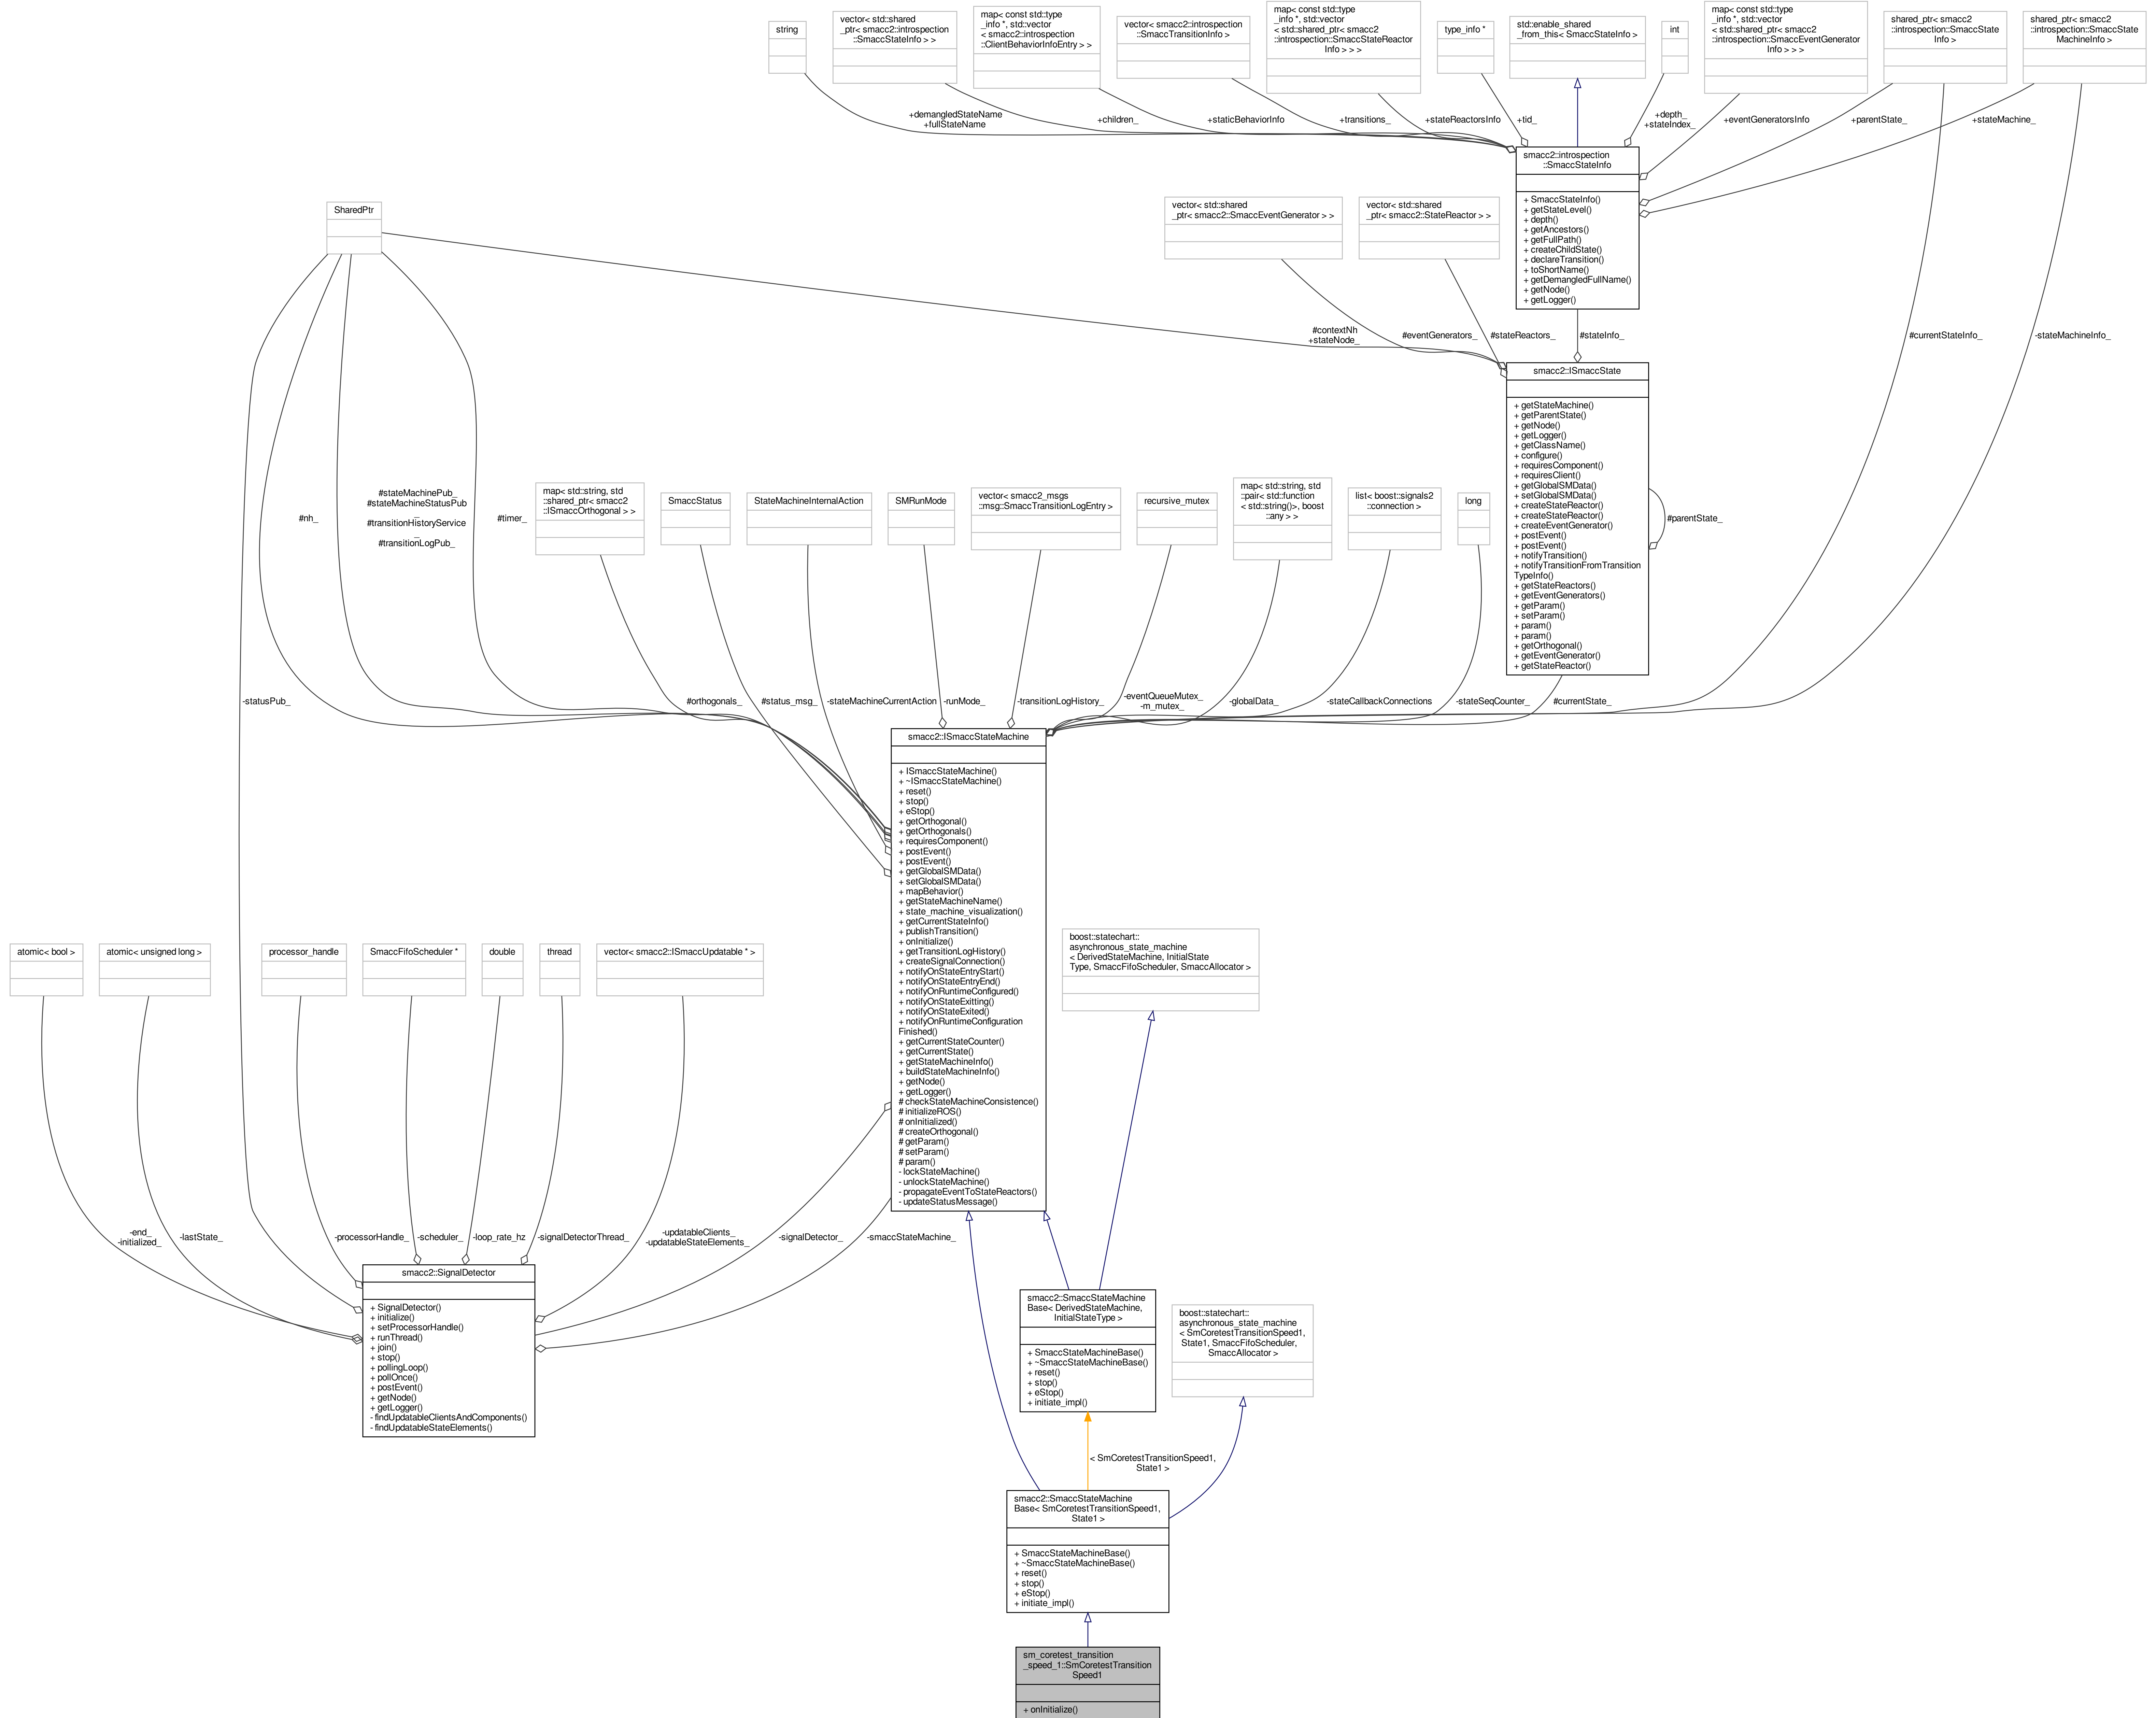 string
vector< std::shared
_ptr< smacc2::introspection
::SmaccStateInfo > >
map< const std::type
_info *, std::vector
< smacc2::introspection
::ClientBehaviorInfoEntry > >
vector< smacc2::introspection
::SmaccTransitionInfo >
map< const std::type
_info *, std::vector
< std::shared_ptr< smacc2
::introspection::SmaccStateReactor
Info > > >
type_info *
std::enable_shared
_from_this< SmaccStateInfo >
int
map< const std::type
_info *, std::vector
< std::shared_ptr< smacc2
::introspection::SmaccEventGenerator
Info > > >
shared_ptr< smacc2
::introspection::SmaccState
Info >
shared_ptr< smacc2
::introspection::SmaccState
MachineInfo >
+demangledStateName
+fullStateName
+children_
+staticBehaviorInfo
+transitions_
+stateReactorsInfo
+tid_
+depth_
+stateIndex_
+eventGeneratorsInfo
+parentState_
+stateMachine_
smacc2::introspection
::SmaccStateInfo
+ SmaccStateInfo()
+ getStateLevel()
+ depth()
+ getAncestors()
+ getFullPath()
+ createChildState()
+ declareTransition()
+ toShortName()
+ getDemangledFullName()
+ getNode()
+ getLogger()
SharedPtr
vector< std::shared
_ptr< smacc2::SmaccEventGenerator > >
vector< std::shared
_ptr< smacc2::StateReactor > >
#contextNh
+stateNode_
#eventGenerators_
#stateReactors_
#stateInfo_
#currentStateInfo_
-stateMachineInfo_
smacc2::ISmaccState
+ getStateMachine()
+ getParentState()
+ getNode()
+ getLogger()
+ getClassName()
+ configure()
+ requiresComponent()
+ requiresClient()
+ getGlobalSMData()
+ setGlobalSMData()
+ createStateReactor()
+ createStateReactor()
+ createEventGenerator()
+ postEvent()
+ postEvent()
+ notifyTransition()
+ notifyTransitionFromTransition
TypeInfo()
+ getStateReactors()
+ getEventGenerators()
+ getParam()
+ setParam()
+ param()
+ param()
+ getOrthogonal()
+ getEventGenerator()
+ getStateReactor()
#parentState_
#nh_
#stateMachinePub_
#stateMachineStatusPub
_
#transitionHistoryService
_
#transitionLogPub_
#timer_
map< std::string, std
::shared_ptr< smacc2
::ISmaccOrthogonal > >
SmaccStatus
StateMachineInternalAction
SMRunMode
vector< smacc2_msgs
::msg::SmaccTransitionLogEntry >
recursive_mutex
map< std::string, std
::pair< std::function
< std::string()>, boost
::any > >
list< boost::signals2
::connection >
long
-statusPub_
#orthogonals_
#status_msg_
-stateMachineCurrentAction
-runMode_
-transitionLogHistory_
-eventQueueMutex_
-m_mutex_
-globalData_
-stateCallbackConnections
-stateSeqCounter_
#currentState_
smacc2::ISmaccStateMachine
+ ISmaccStateMachine()
+ ~ISmaccStateMachine()
+ reset()
+ stop()
+ eStop()
+ getOrthogonal()
+ getOrthogonals()
+ requiresComponent()
+ postEvent()
+ postEvent()
+ getGlobalSMData()
+ setGlobalSMData()
+ mapBehavior()
+ getStateMachineName()
+ state_machine_visualization()
+ getCurrentStateInfo()
+ publishTransition()
+ onInitialize()
+ getTransitionLogHistory()
+ createSignalConnection()
+ notifyOnStateEntryStart()
+ notifyOnStateEntryEnd()
+ notifyOnRuntimeConfigured()
+ notifyOnStateExitting()
+ notifyOnStateExited()
+ notifyOnRuntimeConfiguration
Finished()
+ getCurrentStateCounter()
+ getCurrentState()
+ getStateMachineInfo()
+ buildStateMachineInfo()
+ getNode()
+ getLogger()
# checkStateMachineConsistence()
# initializeROS()
# onInitialized()
# createOrthogonal()
# getParam()
# setParam()
# param()
- lockStateMachine()
- unlockStateMachine()
- propagateEventToStateReactors()
- updateStatusMessage()
atomic< bool >
atomic< unsigned long >
processor_handle
SmaccFifoScheduler *
double
thread
vector< smacc2::ISmaccUpdatable * >
boost::statechart::
asynchronous_state_machine
< DerivedStateMachine, InitialState
Type, SmaccFifoScheduler, SmaccAllocator >
-end_
-initialized_
-lastState_
-processorHandle_
-scheduler_
-loop_rate_hz
-signalDetectorThread_
-updatableClients_
-updatableStateElements_
-signalDetector_
-smaccStateMachine_
smacc2::SignalDetector
+ SignalDetector()
+ initialize()
+ setProcessorHandle()
+ runThread()
+ join()
+ stop()
+ pollingLoop()
+ pollOnce()
+ postEvent()
+ getNode()
+ getLogger()
- findUpdatableClientsAndComponents()
- findUpdatableStateElements()
smacc2::SmaccStateMachine
Base< DerivedStateMachine,
InitialStateType >
+ SmaccStateMachineBase()
+ ~SmaccStateMachineBase()
+ reset()
+ stop()
+ eStop()
+ initiate_impl()
boost::statechart::
asynchronous_state_machine
< SmCoretestTransitionSpeed1,
State1, SmaccFifoScheduler,
SmaccAllocator >
< SmCoretestTransitionSpeed1,
State1 >
smacc2::SmaccStateMachine
Base< SmCoretestTransitionSpeed1,
State1 >
+ SmaccStateMachineBase()
+ ~SmaccStateMachineBase()
+ reset()
+ stop()
+ eStop()
+ initiate_impl()
sm_coretest_transition
_speed_1::SmCoretestTransition
Speed1
+ onInitialize()